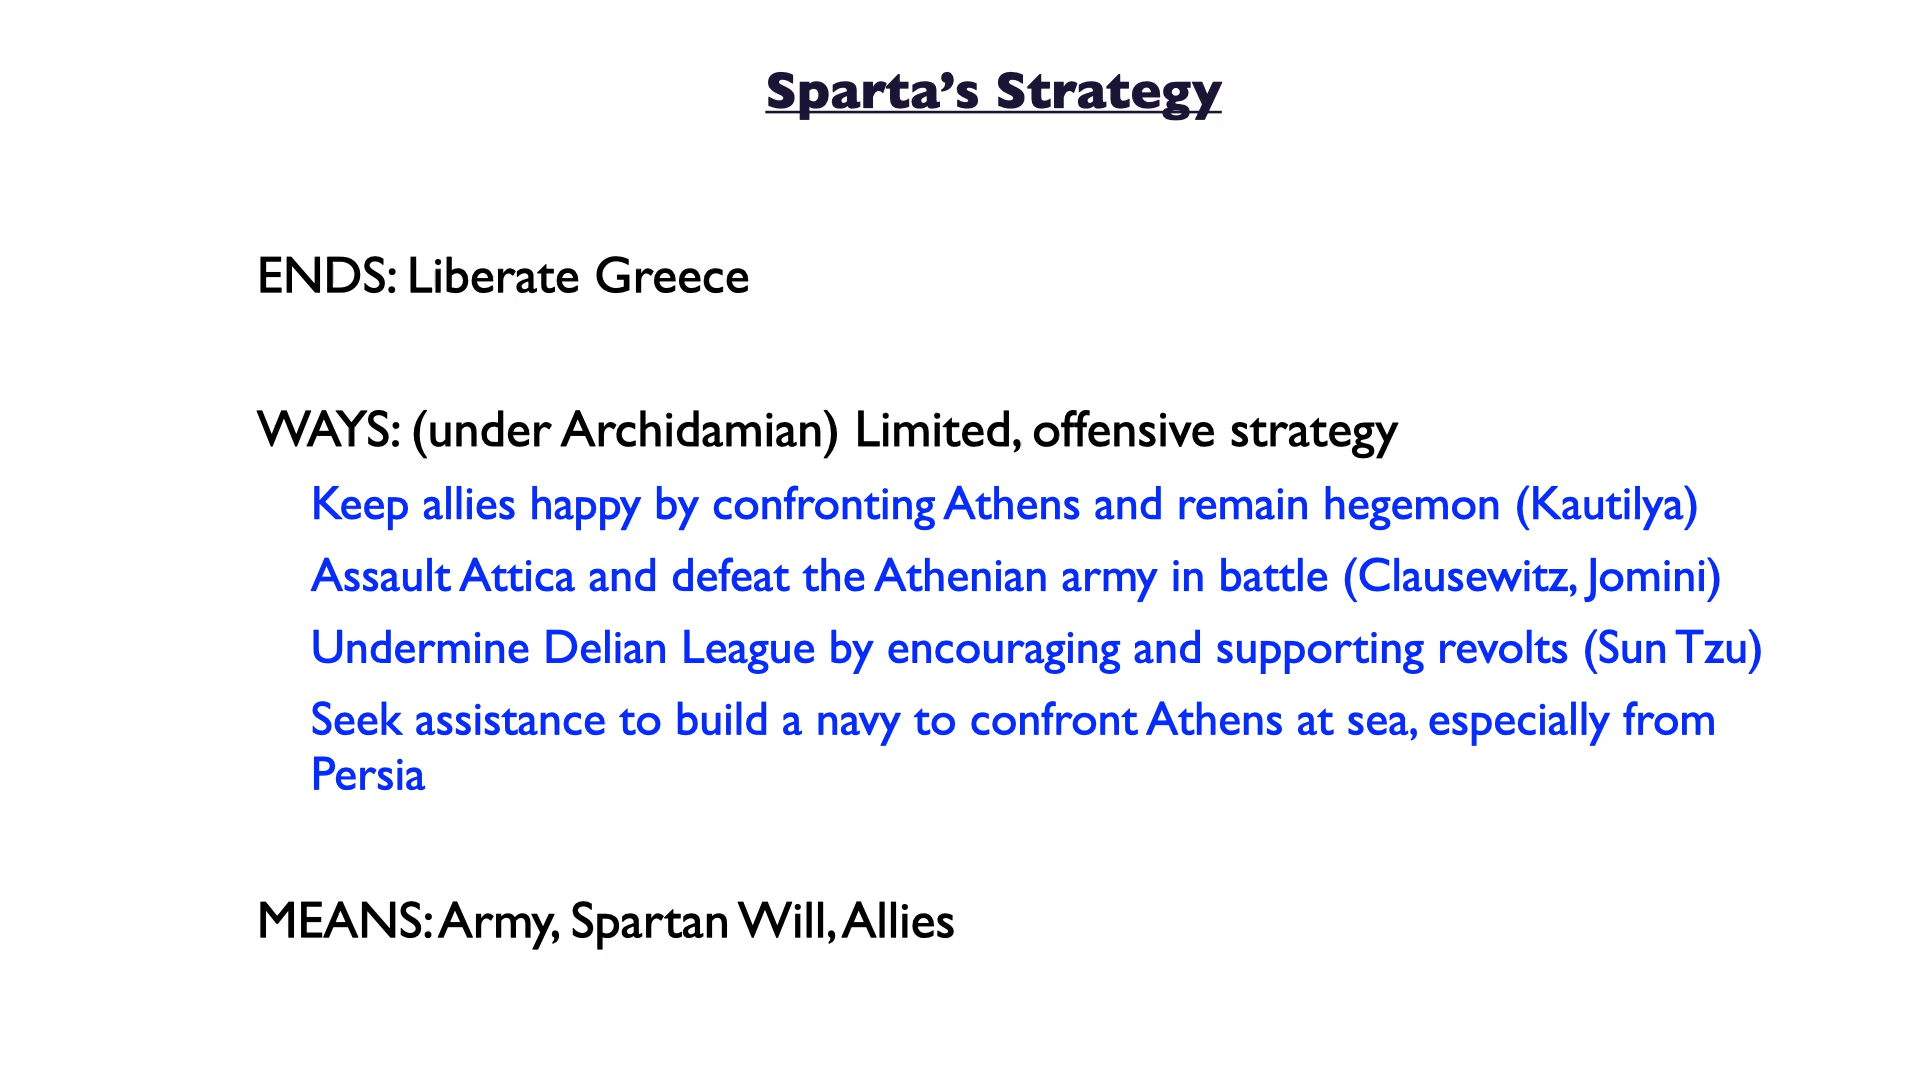 Sparta’s Strategy
ENDS: Liberate Greece
WAYS: (under Archidamian) Limited, offensive strategy
Keep allies happy by confronting Athens and remain hegemon (Kautilya)
Assault Attica and defeat the Athenian army in battle (Clausewitz, Jomini)
Undermine Delian League by encouraging and supporting revolts (Sun Tzu)
Seek assistance to build a navy to confront Athens at sea, especially from
Persia
MEANS: Army, Spartan Will, Allies